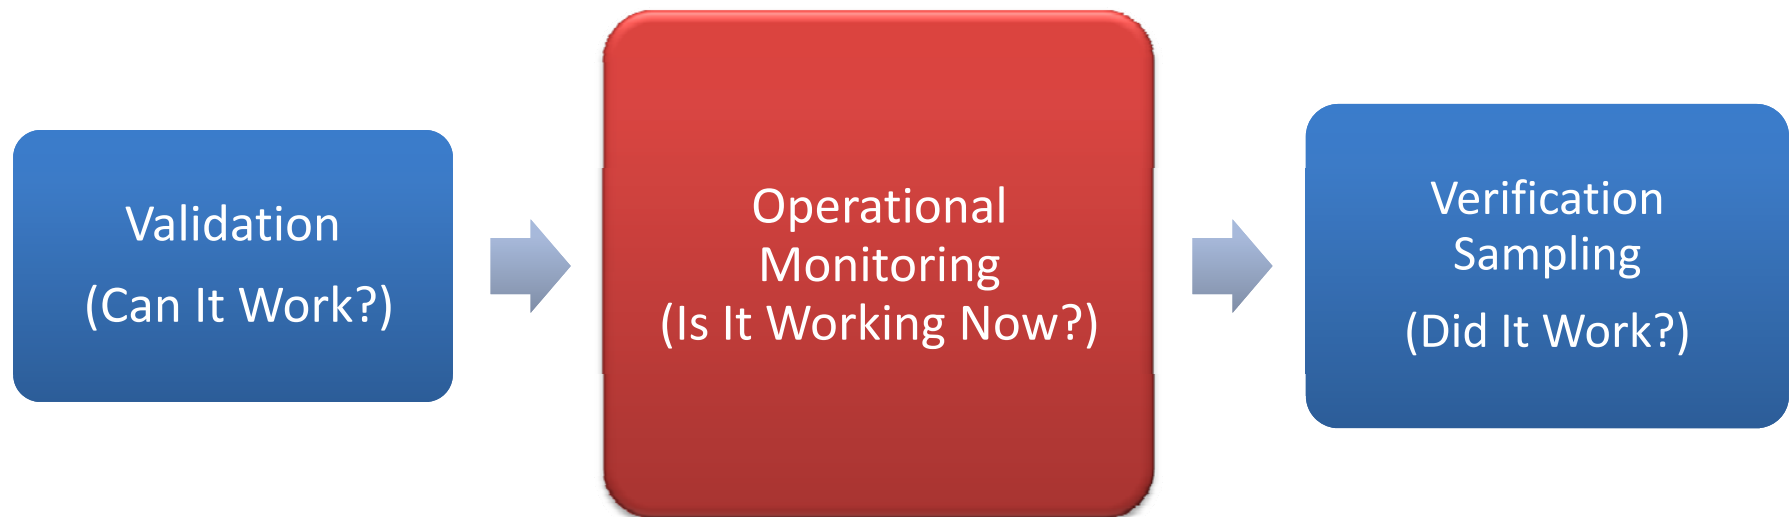 Validation
(Can It Work?)
Operational
Monitoring
(Is It Working Now?)
Verification
Sampling
(Did It Work?)